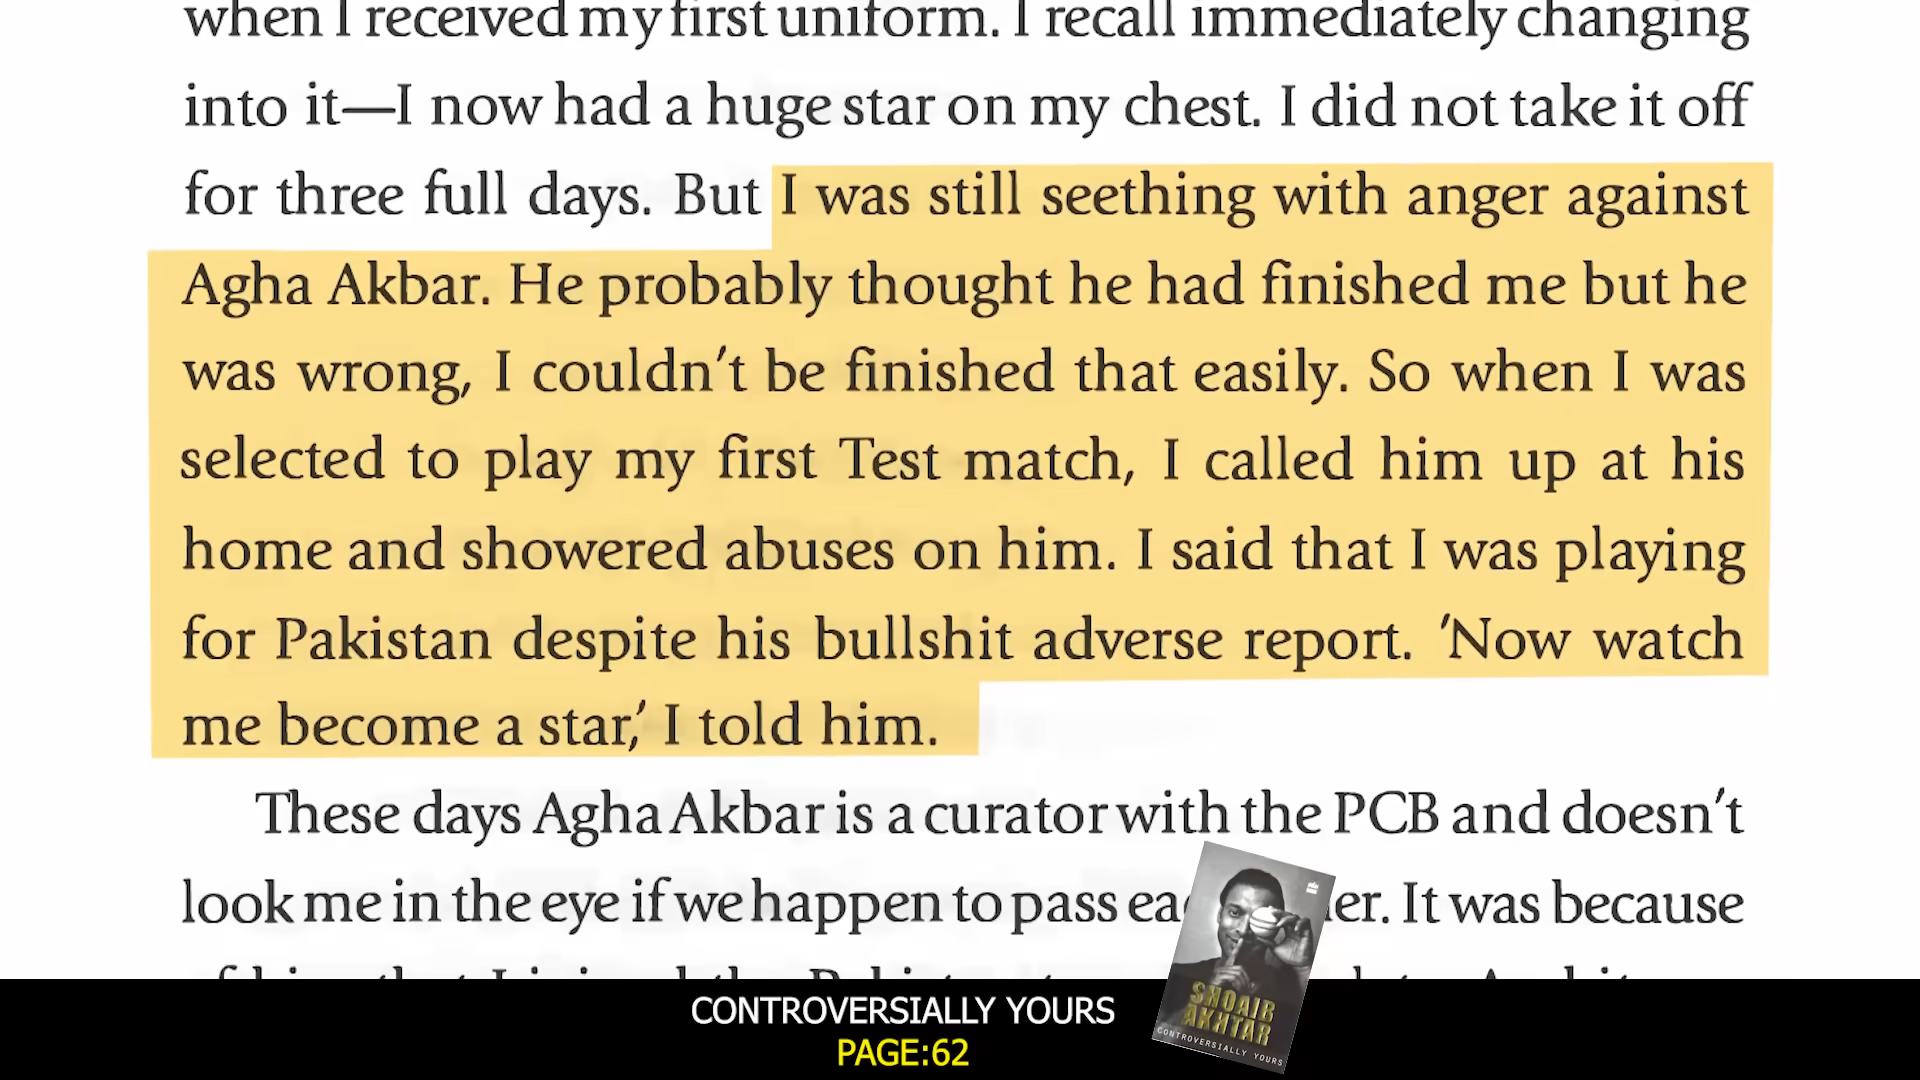 when I received my first uniform. I recall immediately changing
into it—I now had a huge star on my chest. I did not take it off
for three full days. But I was still seething with anger against
Agha Akbar. He probably thought he had finished me but he
was wrong, I couldn't be finished that easily. So when I was
selected to play my first Test match, I called him up at his
home and showered abuses on him. I said that I was playing
for Pakistan despite his bullshit adverse report. 'Now watch
me become a star,' I told him.
These days Agha Akbar is a curator with the PCB and doesn't
look me in the eye if we happen to pass It was because
SHOAIB
AKHTAR
CONTROVERSIALLY YOURS
CONTROVERSIALLY YOURS
PAGE:62